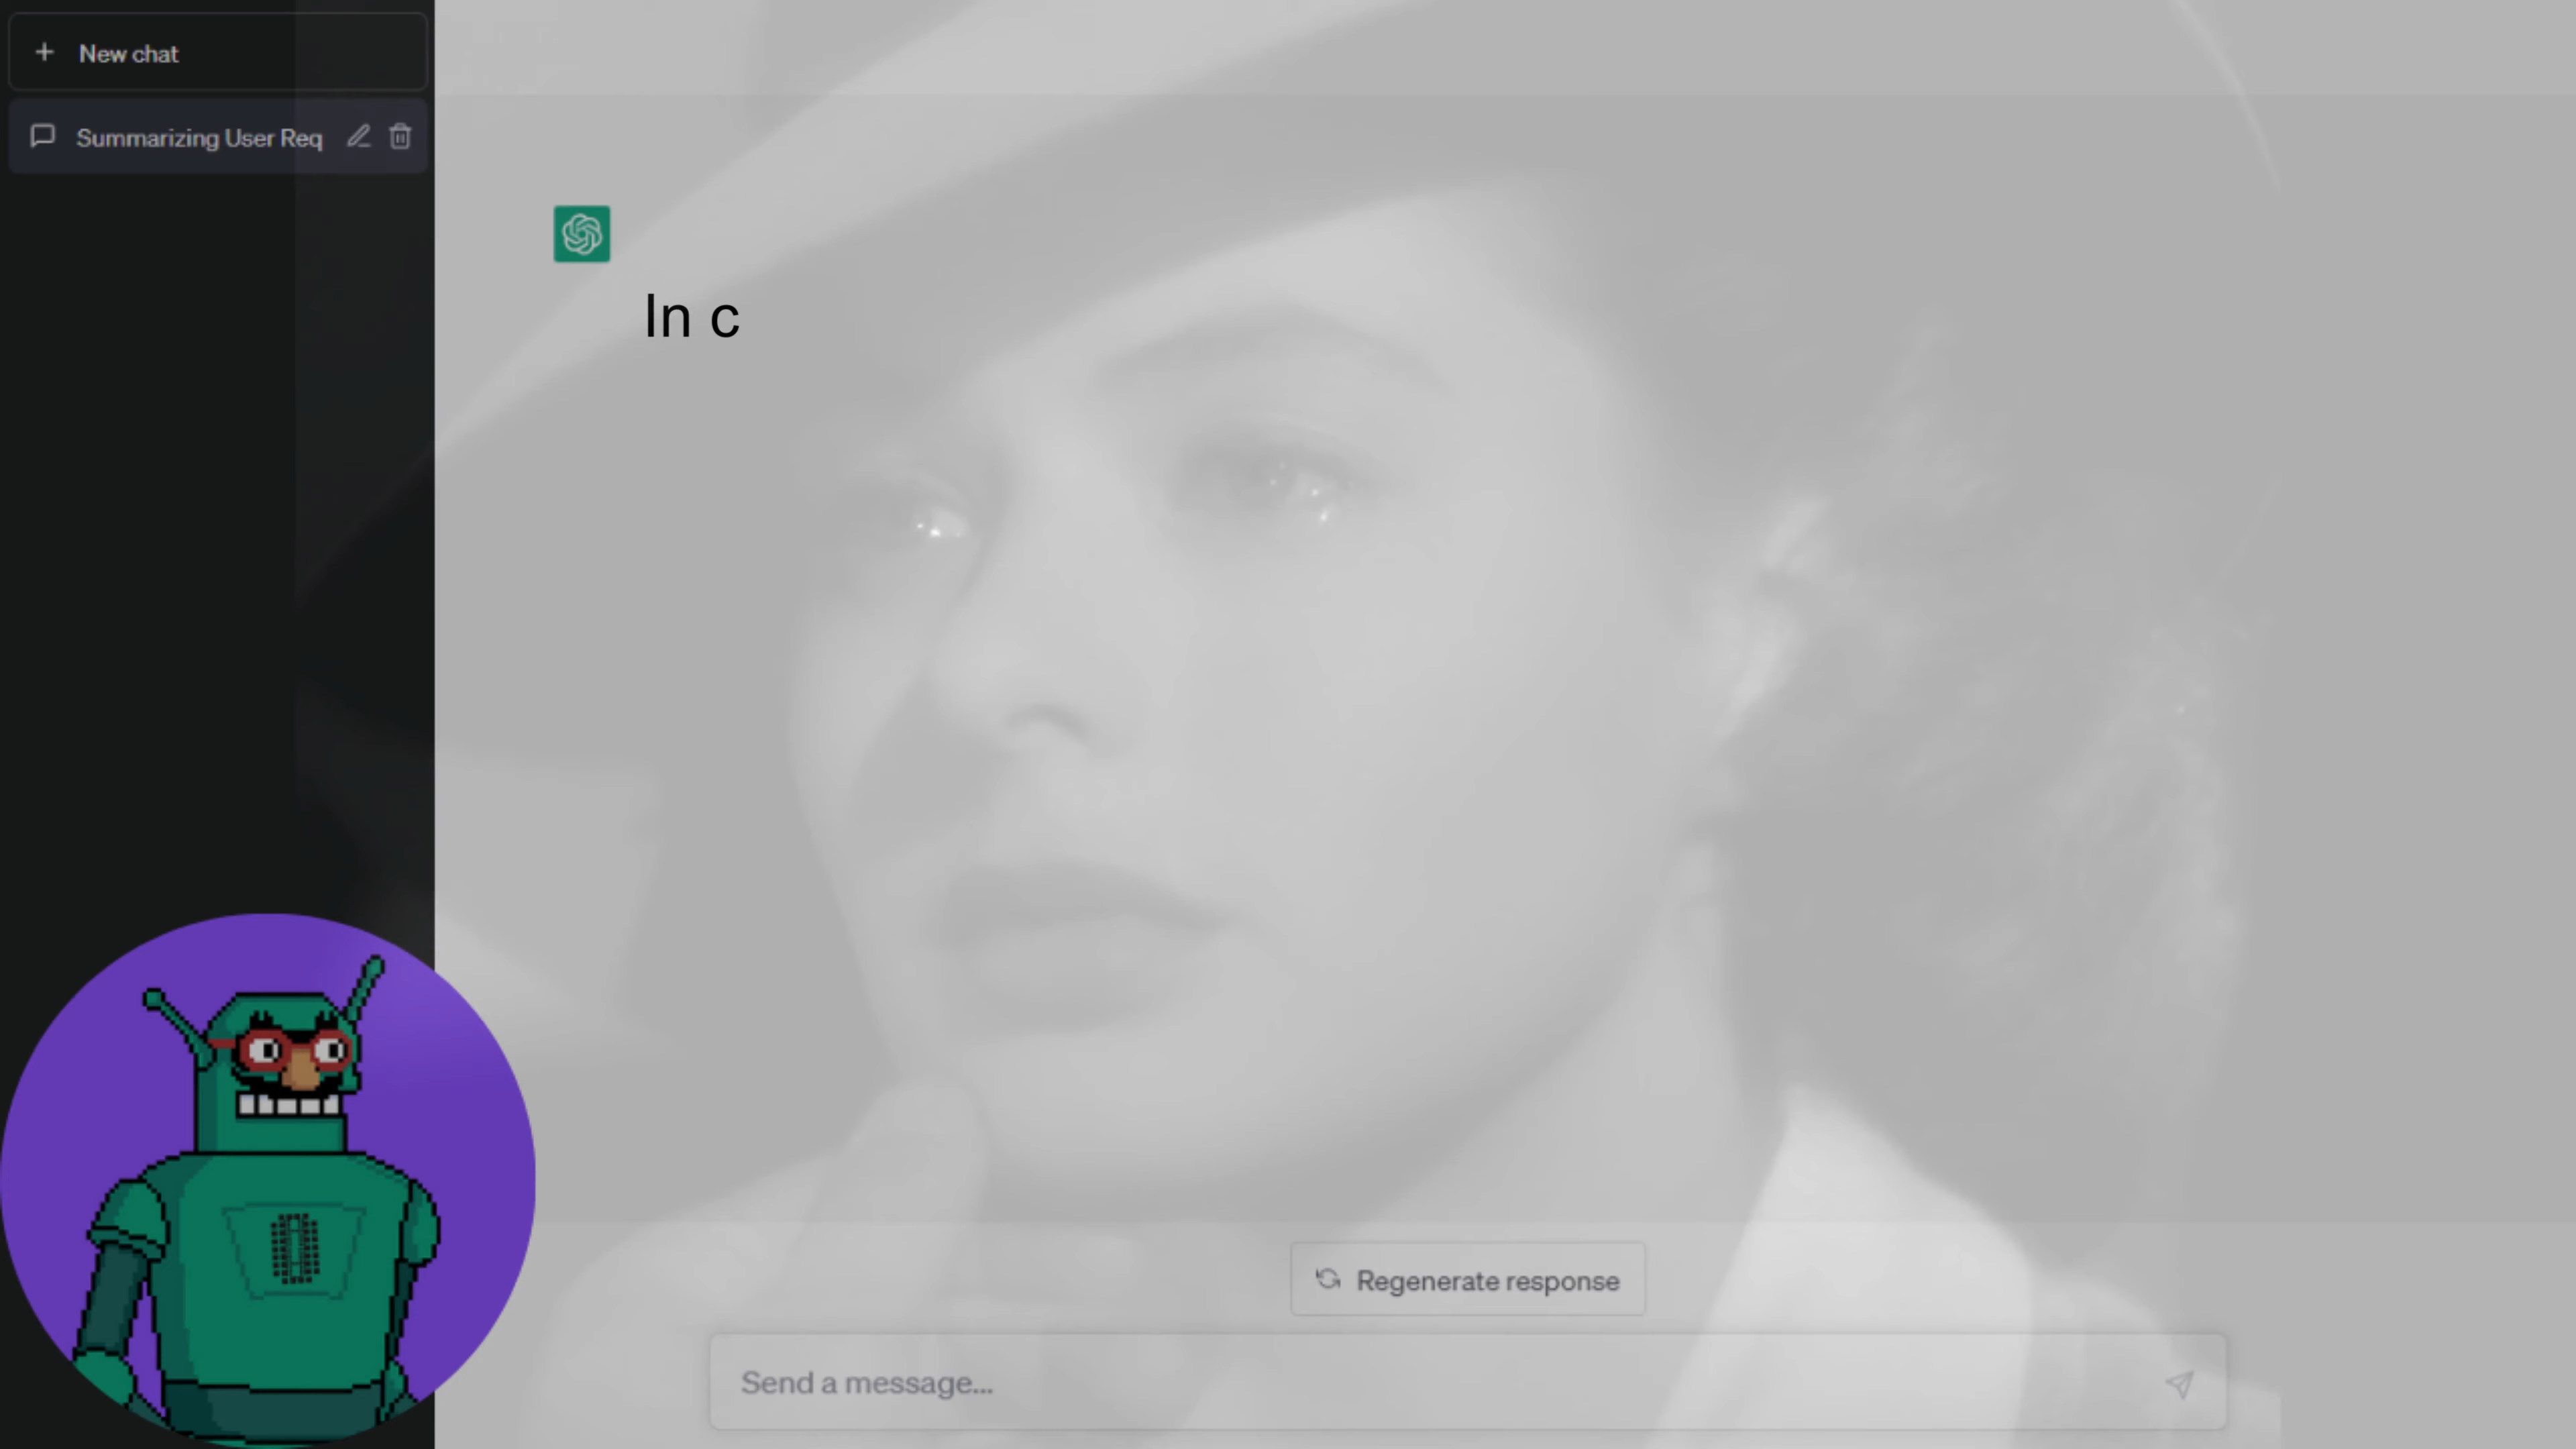 New chat
Summarizing User Req
In c
Regenerate response
Send a message...